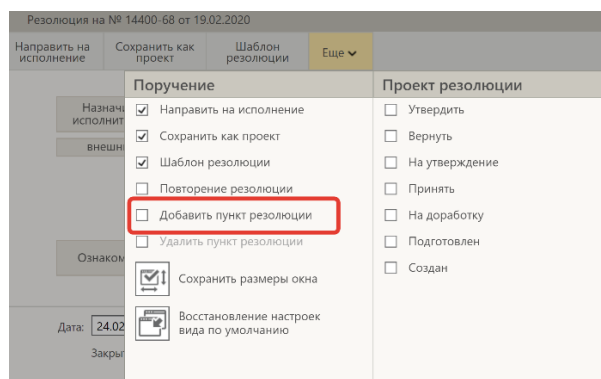 Резолюция на № 14400-68 от 19.02.2020
Направить на
исполнение
Сохранить как
проект
Шаблон
резолюции
Еще
Поручение
Проект резолюции
Направить на исполнение
Сохранить как проект
Шаблон резолюции
Повторение резолюции
Добавить пункт резолюции
Удалить пункт резолюции
Сохранить размеры окна
Восстановление настроек
вида по умолчанию
Утвердить
Вернуть
На утверждение
Принять
На доработку
Подготовлен
Создан
Дата: 24.02